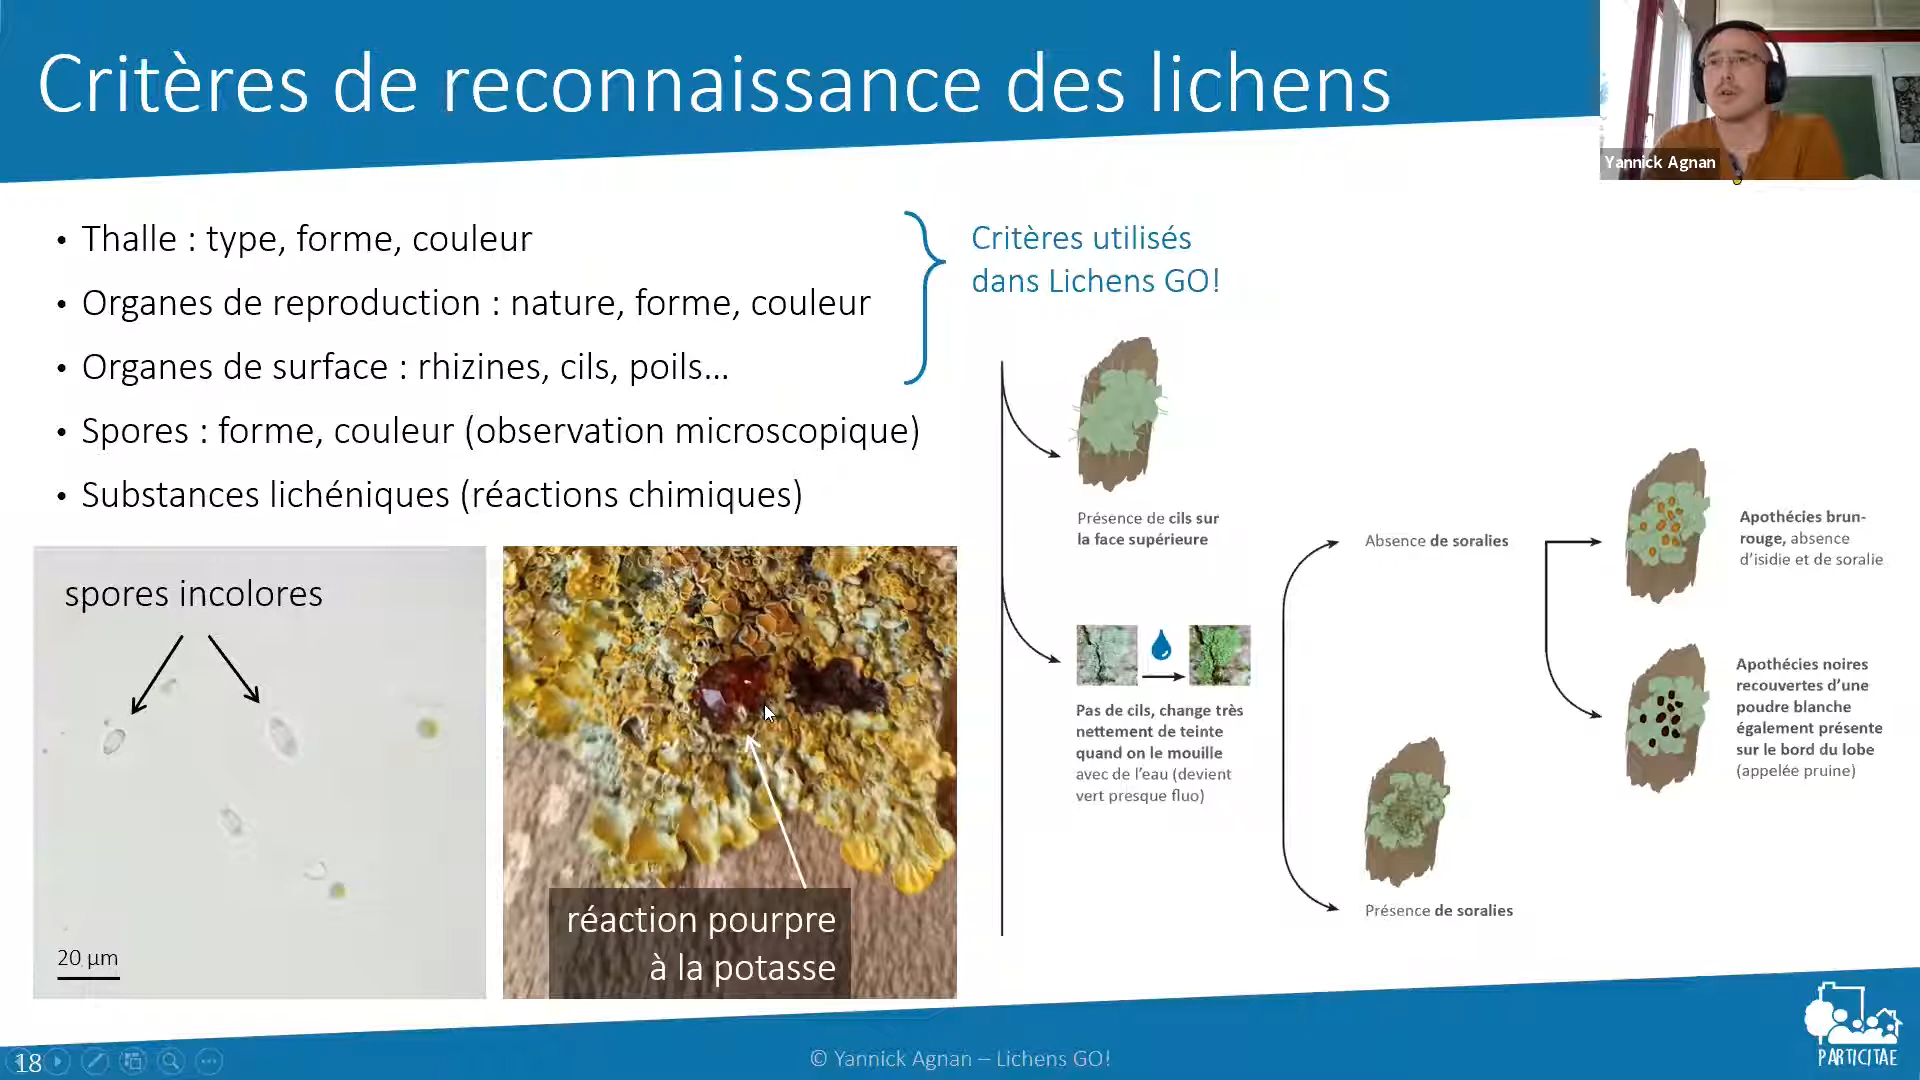 Critères de reconnaissance des lichens
Yannick Agnan
• Thalle : type, forme, couleur
• Organes de reproduction : nature, forme, couleur
• Organes de surface : rhizines, cils, poils...
• Spores : forme, couleur (observation microscopique)
• Substances lichéniques (réactions chimiques)
Critères utilisés
dans Lichens GO!
spores incolores
20 µm
réaction pourpre
à la potasse
Présence de cils sur
la face supérieure
Pas de cils, change très
nettement de teinte
quand on le mouille
avec de l'eau (devient
vert presque fluo)
Absence de soralies
Présence de soralies
Apothécies brun-
rouge, absence
d'isidie et de soralie
Apothécies noires
recouvertes d'une
poudre blanche
également présente
sur le bord du lobe
(appelée pruine)
18
© Yannick Agnan – Lichens GO!
PARTICITAE